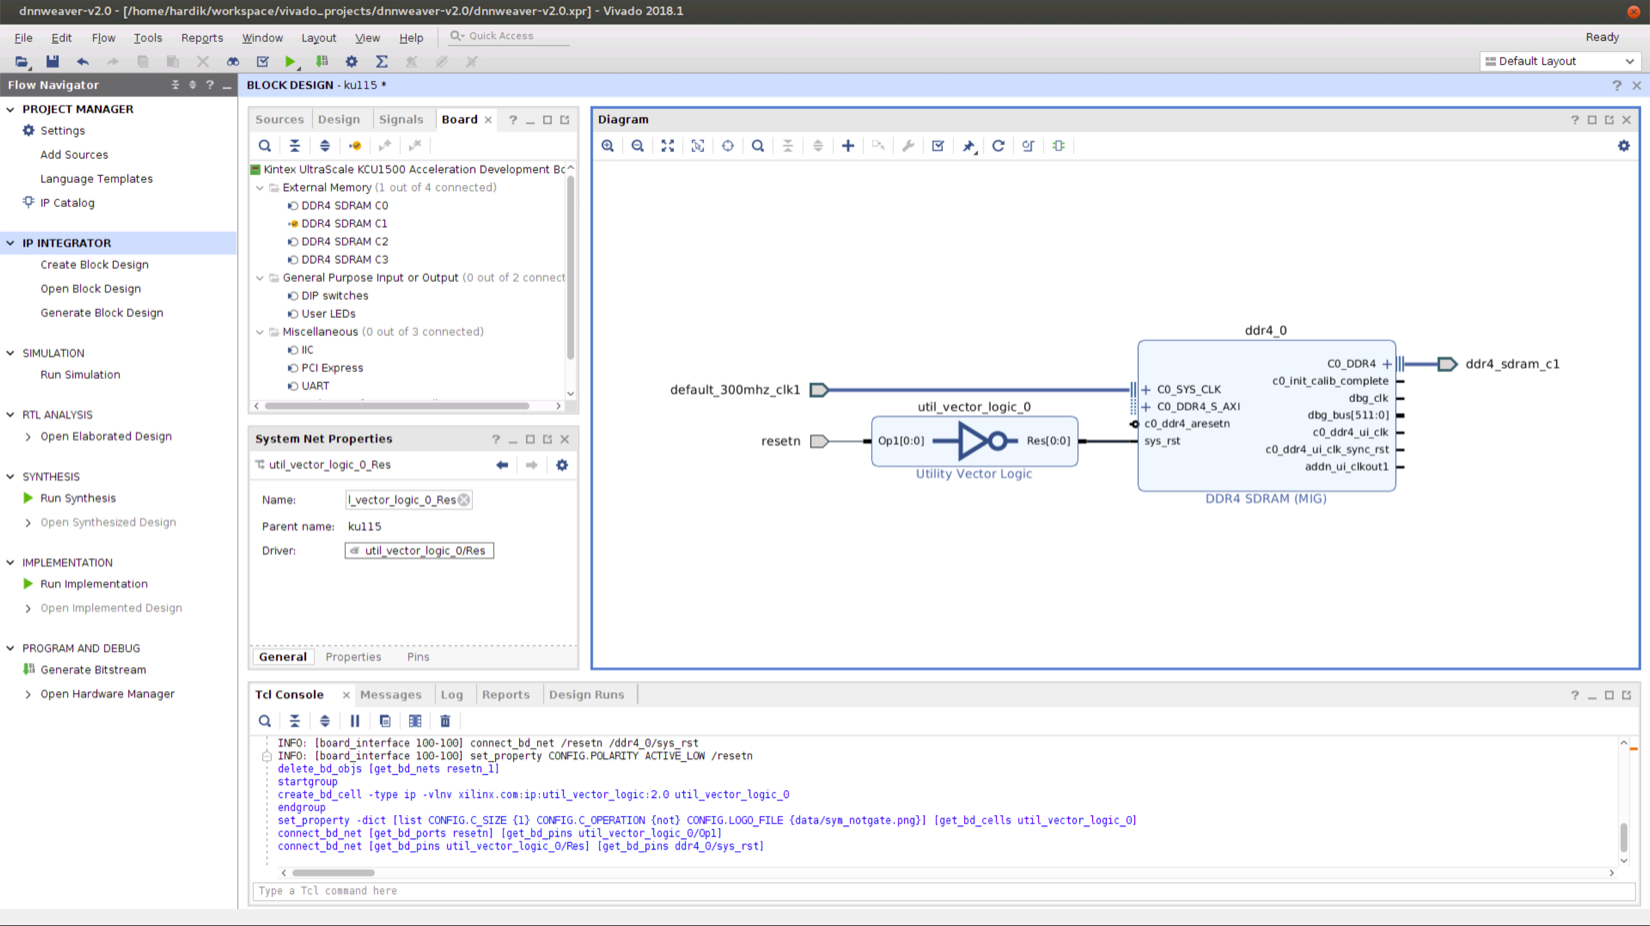 dnnweaver-v2.0 - [/home/hardik/workspace/vivado_projects/dnnweaver-v2.0/dnnweaver-v2.0.xpr] - Vivado 2018.1
File Edit Flow Tools Reports Window Layout View Help Quick Access Ready
Default Layout
Flow Navigator
PROJECT MANAGER
Settings
Add Sources
Language Templates
IP Catalog
IP INTEGRATOR
Create Block Design
Open Block Design
Generate Block Design
SIMULATION
Run Simulation
RTL ANALYSIS
Open Elaborated Design
SYNTHESIS
Run Synthesis
Open Synthesized Design
IMPLEMENTATION
Run Implementation
Open Implemented Design
PROGRAM AND DEBUG
Generate Bitstream
Open Hardware Manager
BLOCK DESIGN - ku115 *
Sources Design Signals Board
Kintex UltraScale KCU1500 Acceleration Development Bo
External Memory (1 out of 4 connected)
DDR4 SDRAM C0
DDR4 SDRAM C1
DDR4 SDRAM C2
DDR4 SDRAM C3
General Purpose Input or Output (0 out of 2 connect
DIP switches
User LEDs
Miscellaneous (0 out of 3 connected)
IIC
PCI Express
UART
System Net Properties
util_vector_logic_0_Res
Name: l_vector_logic_0_Res
Parent name: ku115
Driver: util_vector_logic_0/Res
General Properties Pins
Diagram
default_300mhz_clk1
resetn
util_vector_logic_0
Op1[0:0] Res[0:0]
Utility Vector Logic
ddr4_0
C0_SYS_CLK
C0_DDR4_S_AXI
c0_ddr4_aresetn
sys_rst
C0_DDR4
c0_init_calib_complete
dbg_clk
dbg_bus[511:0]
c0_ddr4_ui_clk
c0_ddr4_ui_clk_sync_rst
addn_ui_clkout1
DDR4 SDRAM (MIG)
ddr4_sdram_c1
Tcl Console Messages Log Reports Design Runs
INFO: [board_interface 100-100] connect_bd_net /resetn /ddr4_0/sys_rst
INFO: [board_interface 100-100] set_property CONFIG.POLARITY ACTIVE_LOW /resetn
delete_bd_objs [get_bd_nets resetn_1]
startgroup
create_bd_cell -type ip -vlnv xilinx.com:ip:util_vector_logic:2.0 util_vector_logic_0
endgroup
set_property -dict [list CONFIG.C_SIZE {1} CONFIG.C_OPERATION {not} CONFIG.LOGO_FILE {data/sym_notgate.png}] [get_bd_cells util_vector_logic_0]
connect_bd_net [get_bd_ports resetn] [get_bd_pins util_vector_logic_0/Op1]
connect_bd_net [get_bd_pins util_vector_logic_0/Res] [get_bd_pins ddr4_0/sys_rst]
Type a Tcl command here